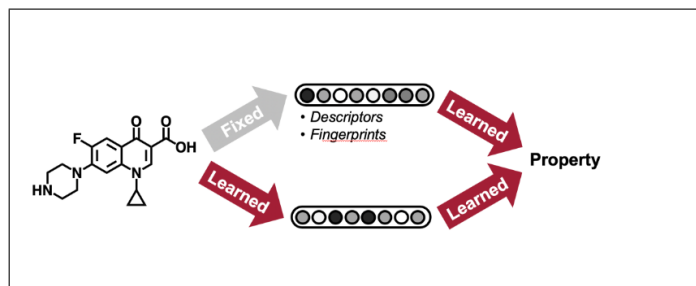 Fixed
Learned
• Descriptors
• Fingerprints
Learned
Learned
Property
F
O
O
OH
N
N
HN